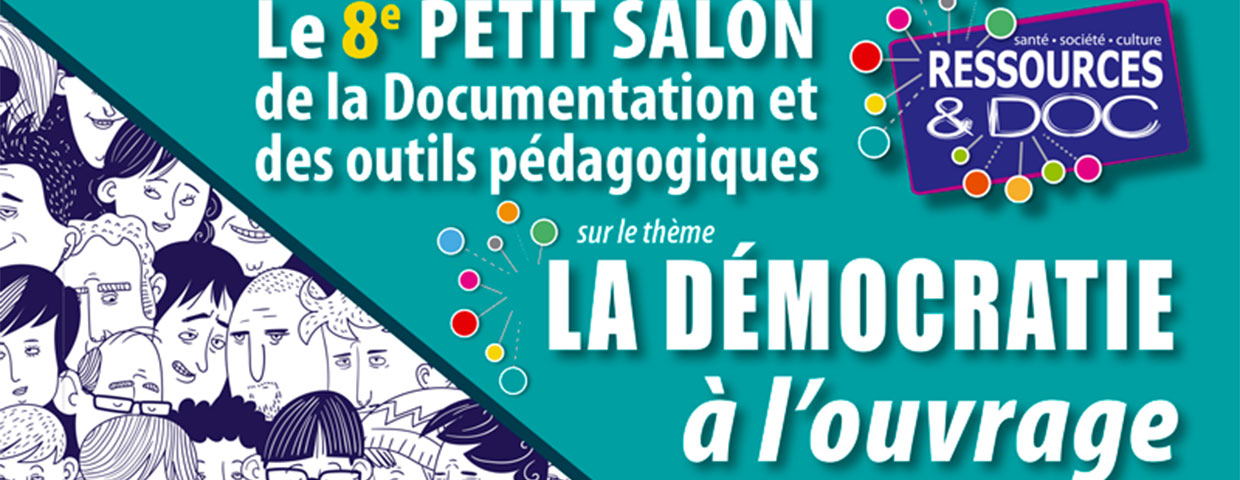 Le 8e PETIT SALON
de la Documentation et
des outils pédagogiques
santé • société • culture
RESSOURCES
& DOC
sur le thème
LA DÉMOCRATIE
à l’ouvrage